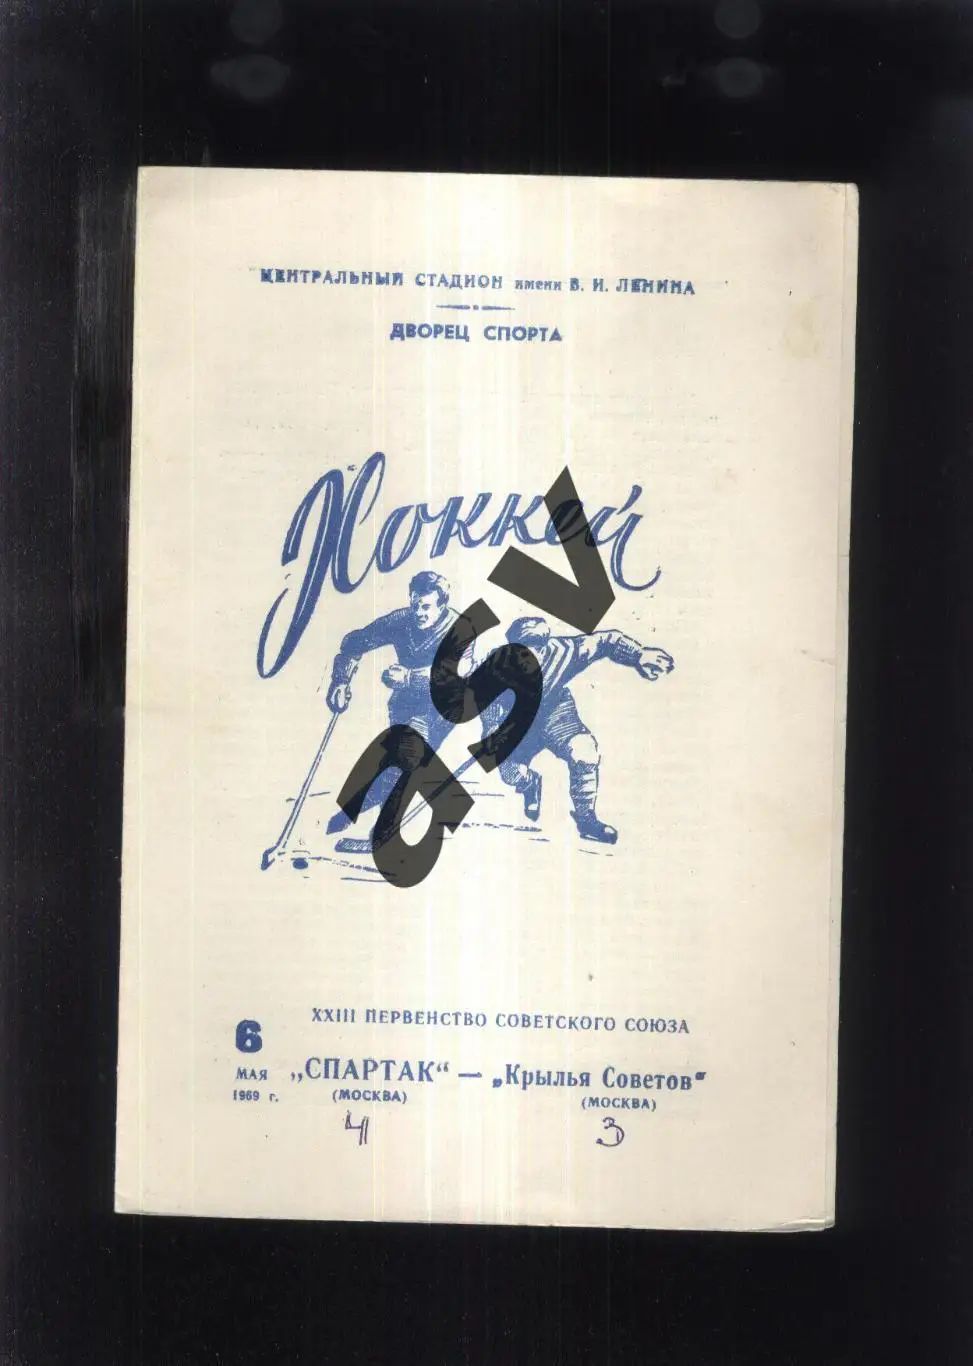 ЦЕНТРАЛЬНЫЙ СТАДИОН имени В. И. ЛЕНИНА
ДВОРЕЦ СПОРТА
Хоккей
asv
XXIII ПЕРВЕНСТВО СОВЕТСКОГО СОЮЗА
6
МАЯ
1969 г.
„СПАРТАК“ — „Крылья Советов"
(МОСКВА) (МОСКВА)
4 3